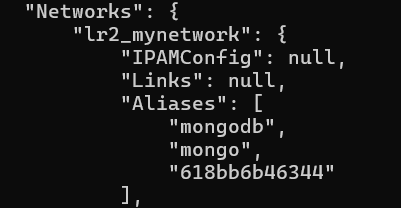 "Networks": {
"lr2_mynetwork": {
"IPAMConfig": null,
"Links": null,
"Aliases": [
"mongodb",
"mongo",
"618bb6b46344"
],